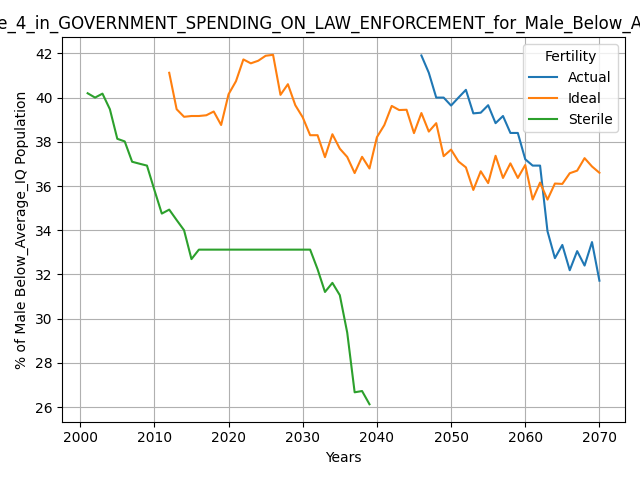 e_4_in_GOVERNMENT_SPENDING_ON_LAW_ENFORCEMENT_for_Male_Below_A
Fertility
Actual
Ideal
Sterile
% of Male Below_Average_IQ Population
42
40
38
36
34
32
30
28
26
2000 2010 2020 2030 2040 2050 2060 2070
Years